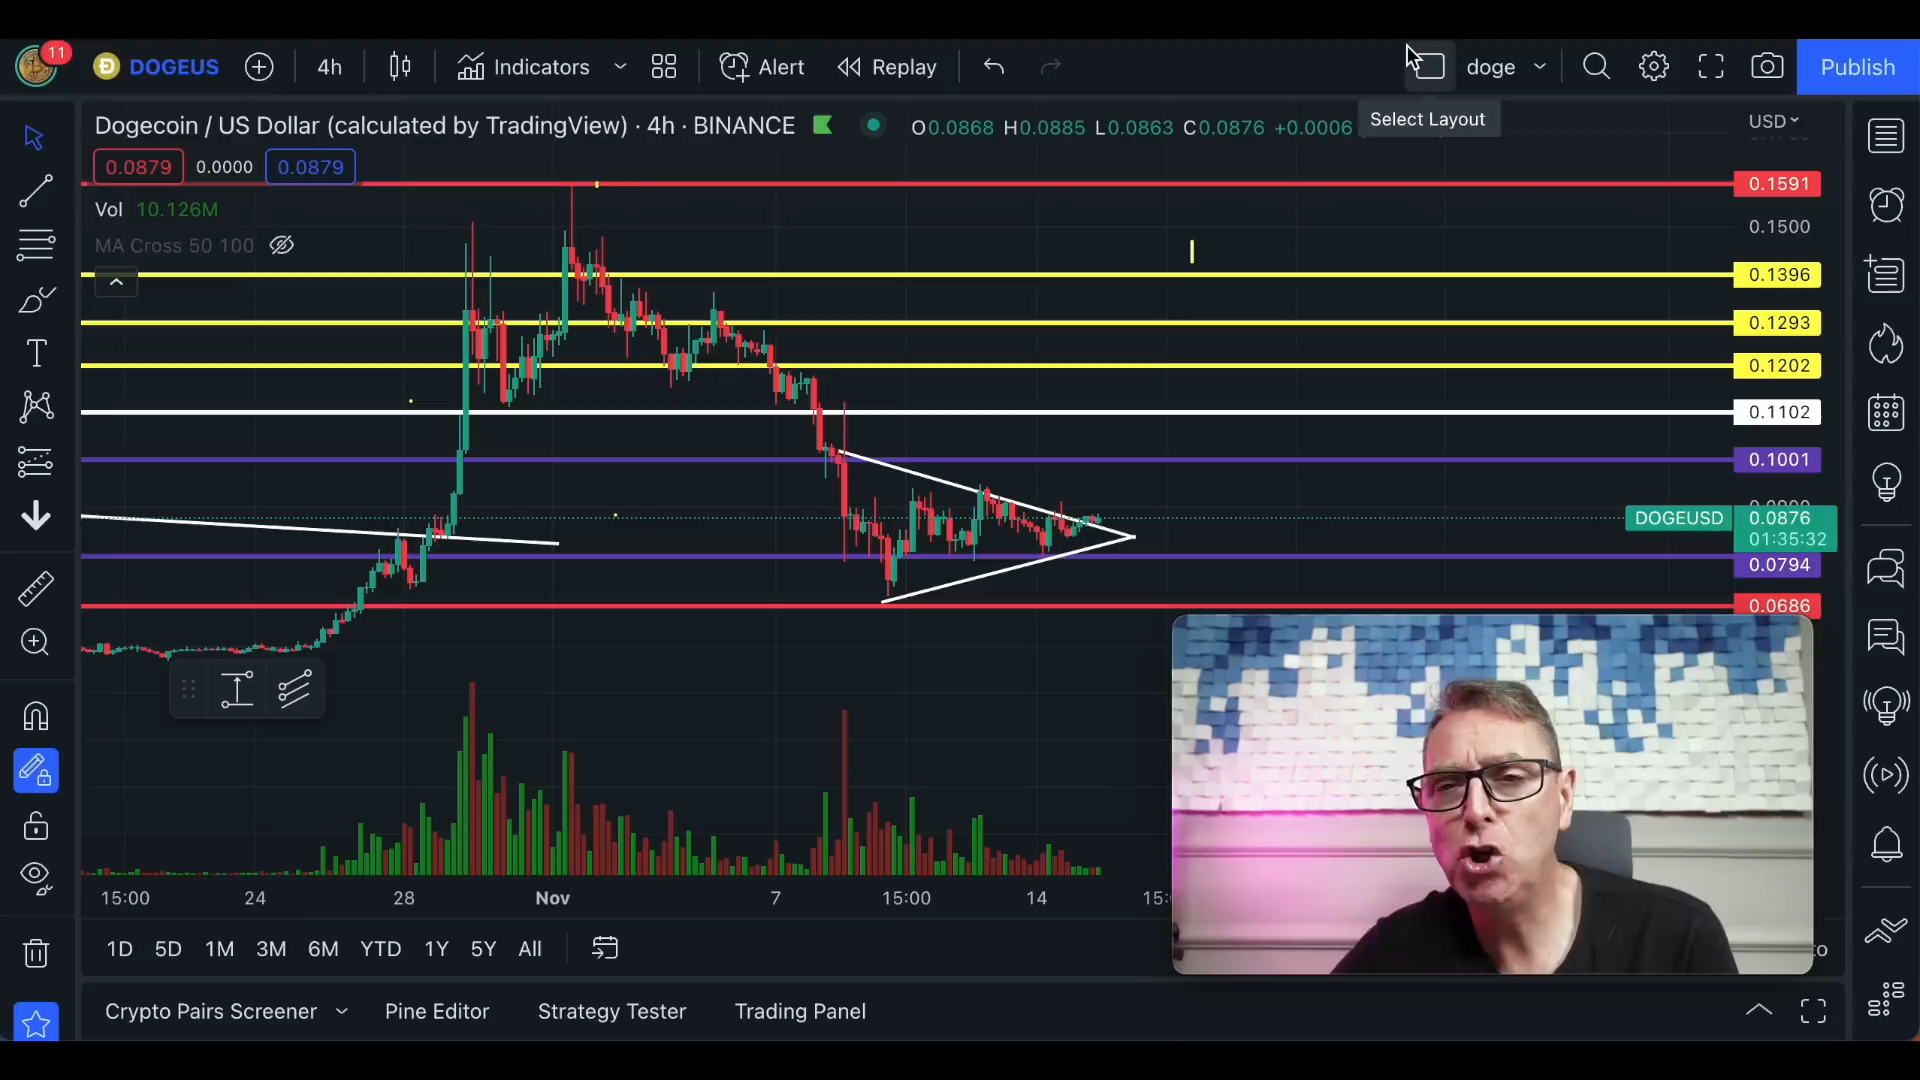 11
DOGEUS 4h Indicators Alert Replay doge Publish
Select Layout
Dogecoin / US Dollar (calculated by TradingView) · 4h · BINANCE O0.0868 H0.0885 L0.0863 C0.0876 +0.0006 USD
0.0879 0.0000 0.0879
0.1591
Vol 10.126M
0.1500
MA Cross 50 100
0.1396
0.1293
0.1202
0.1102
0.1001
DOGEUSD 0.0876
01:35:32
0.0794
0.0686
15:00 24 28 Nov 7 15:00 14
1D 5D 1M 3M 6M YTD 1Y 5Y All
Crypto Pairs Screener Pine Editor Strategy Tester Trading Panel